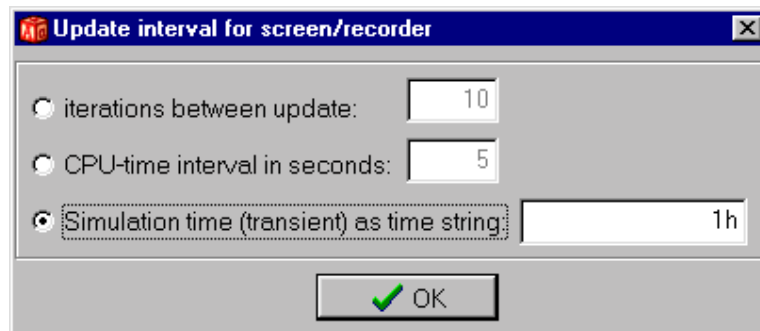 Update interval for screen/recorder
iterations between update: 10
CPU-time interval in seconds: 5
Simulation time (transient) as time string: 1h
OK